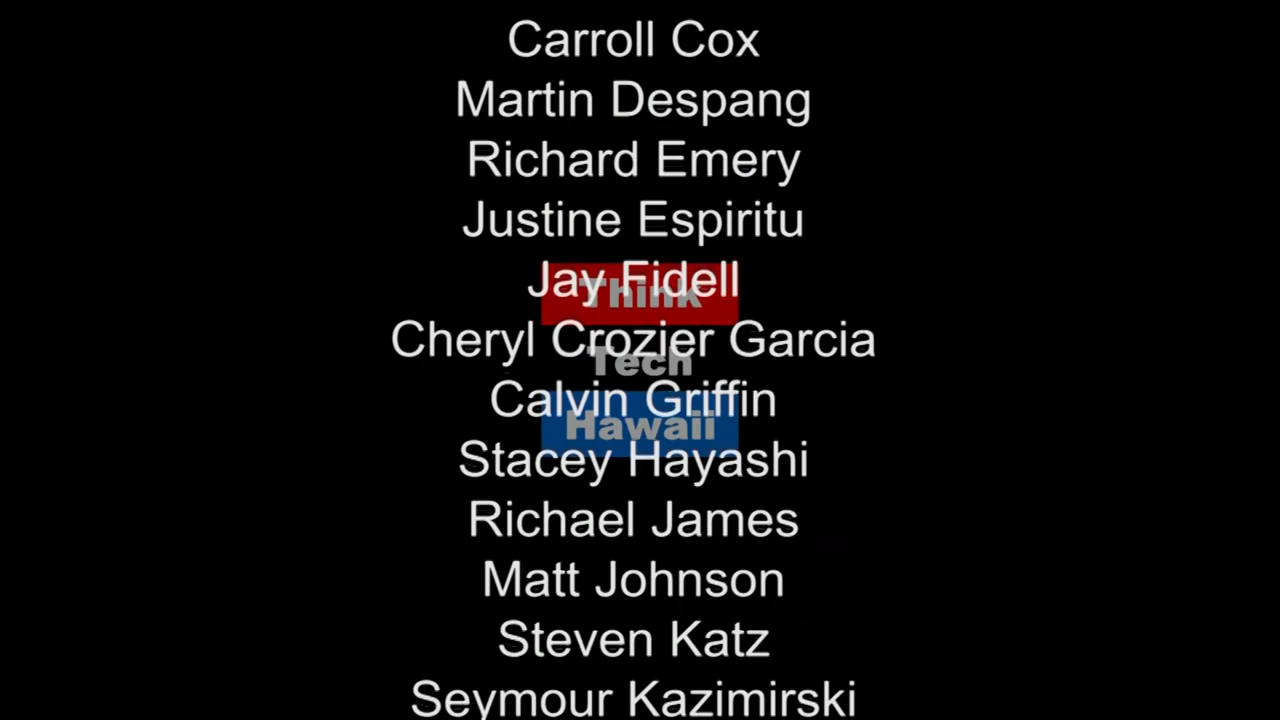 Carroll Cox
Martin Despang
Richard Emery
Justine Espiritu
Jay Fidell
Think
Cheryl Crozier Garcia
Tech
Calvin Griffin
Hawaii
Stacey Hayashi
Richael James
Matt Johnson
Steven Katz
Seymour Kazimirski